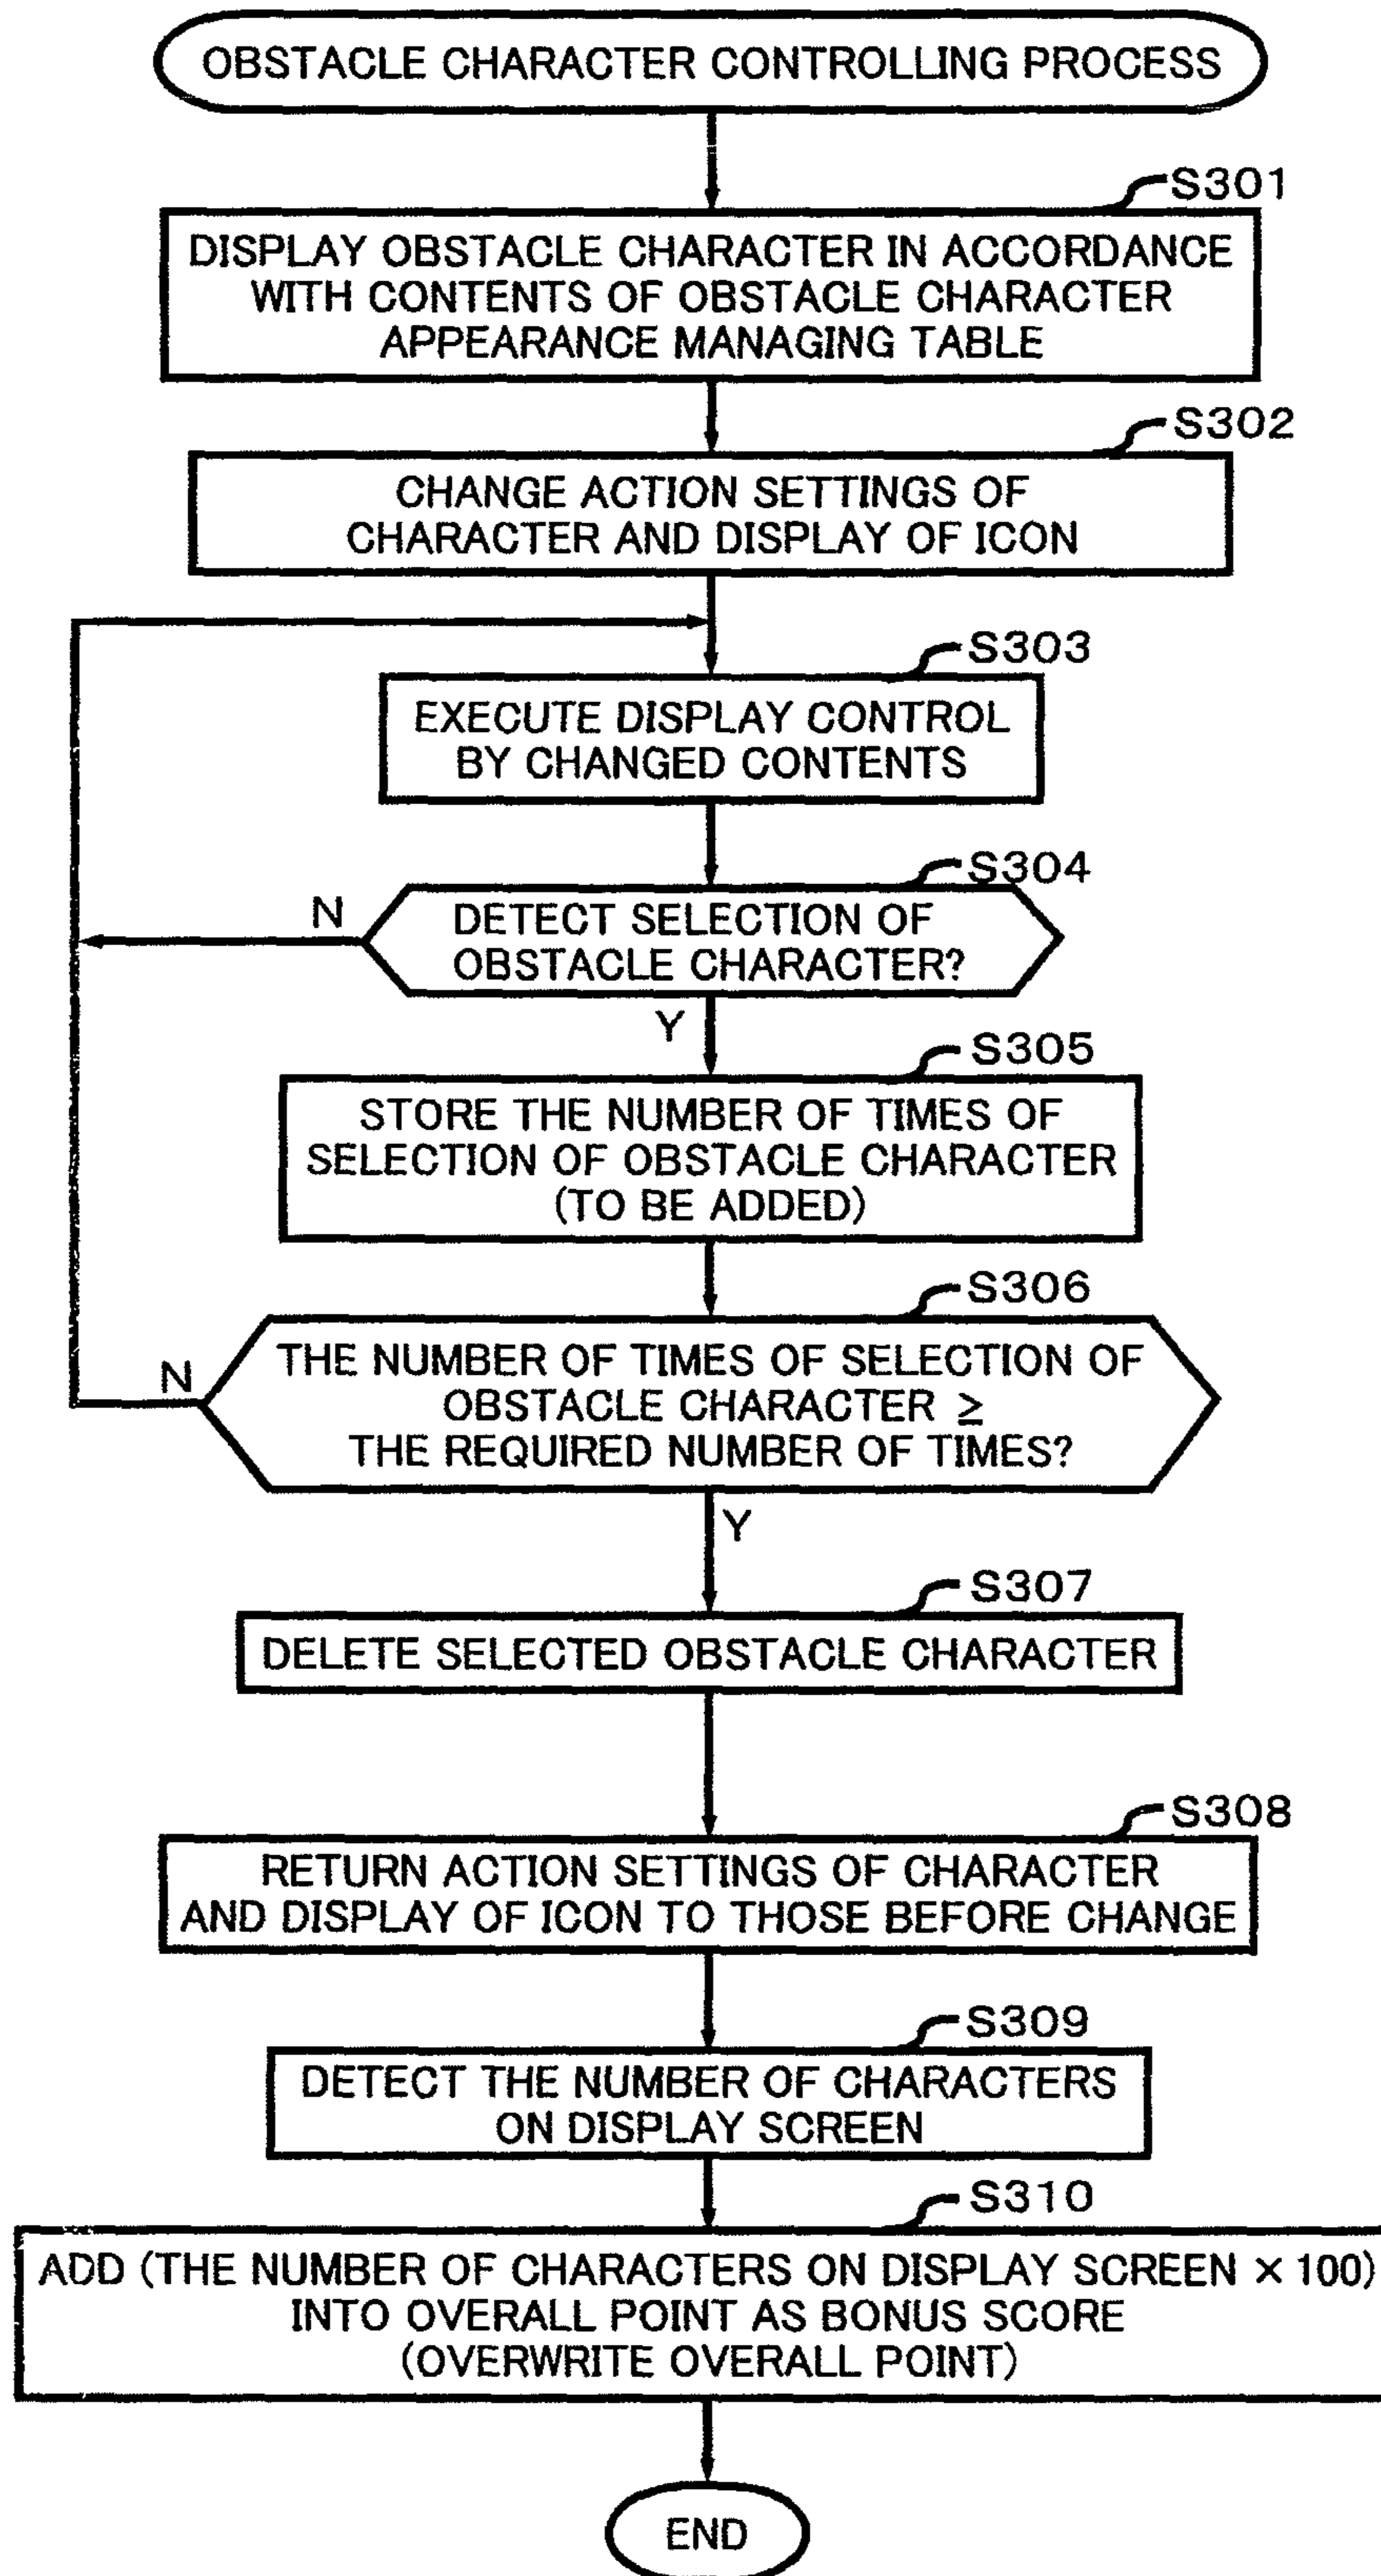 OBSTACLE CHARACTER CONTROLLING PROCESS
S301
DISPLAY OBSTACLE CHARACTER IN ACCORDANCE
WITH CONTENTS OF OBSTACLE CHARACTER
APPEARANCE MANAGING TABLE
S302
CHANGE ACTION SETTINGS OF
CHARACTER AND DISPLAY OF ICON
S303
EXECUTE DISPLAY CONTROL
BY CHANGED CONTENTS
S304
N
DETECT SELECTION OF
OBSTACLE CHARACTER?
Y
S305
STORE THE NUMBER OF TIMES OF
SELECTION OF OBSTACLE CHARACTER
(TO BE ADDED)
S306
N
THE NUMBER OF TIMES OF SELECTION OF
OBSTACLE CHARACTER ≥
THE REQUIRED NUMBER OF TIMES?
Y
S307
DELETE SELECTED OBSTACLE CHARACTER
S308
RETURN ACTION SETTINGS OF CHARACTER
AND DISPLAY OF ICON TO THOSE BEFORE CHANGE
S309
DETECT THE NUMBER OF CHARACTERS
ON DISPLAY SCREEN
S310
ADD (THE NUMBER OF CHARACTERS ON DISPLAY SCREEN × 100)
INTO OVERALL POINT AS BONUS SCORE
(OVERWRITE OVERALL POINT)
END